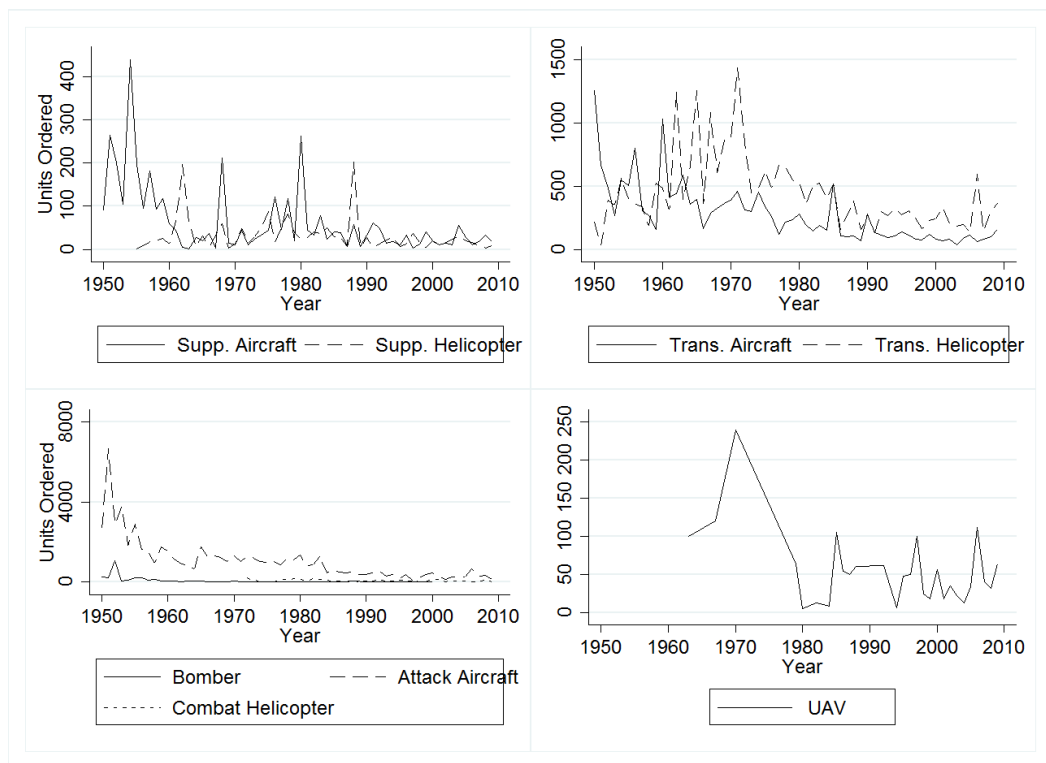 Units Ordered
0 100 200 300 400
1950 1960 1970 1980 1990 2000 2010
Year
Supp. Aircraft Supp. Helicopter
0 500 1000 1500
1950 1960 1970 1980 1990 2000 2010
Year
Trans. Aircraft Trans. Helicopter
Units Ordered
0 4000 8000
1950 1960 1970 1980 1990 2000 2010
Year
Bomber Attack Aircraft
Combat Helicopter
0 50 100 150 200 250
1950 1960 1970 1980 1990 2000 2010
Year
UAV